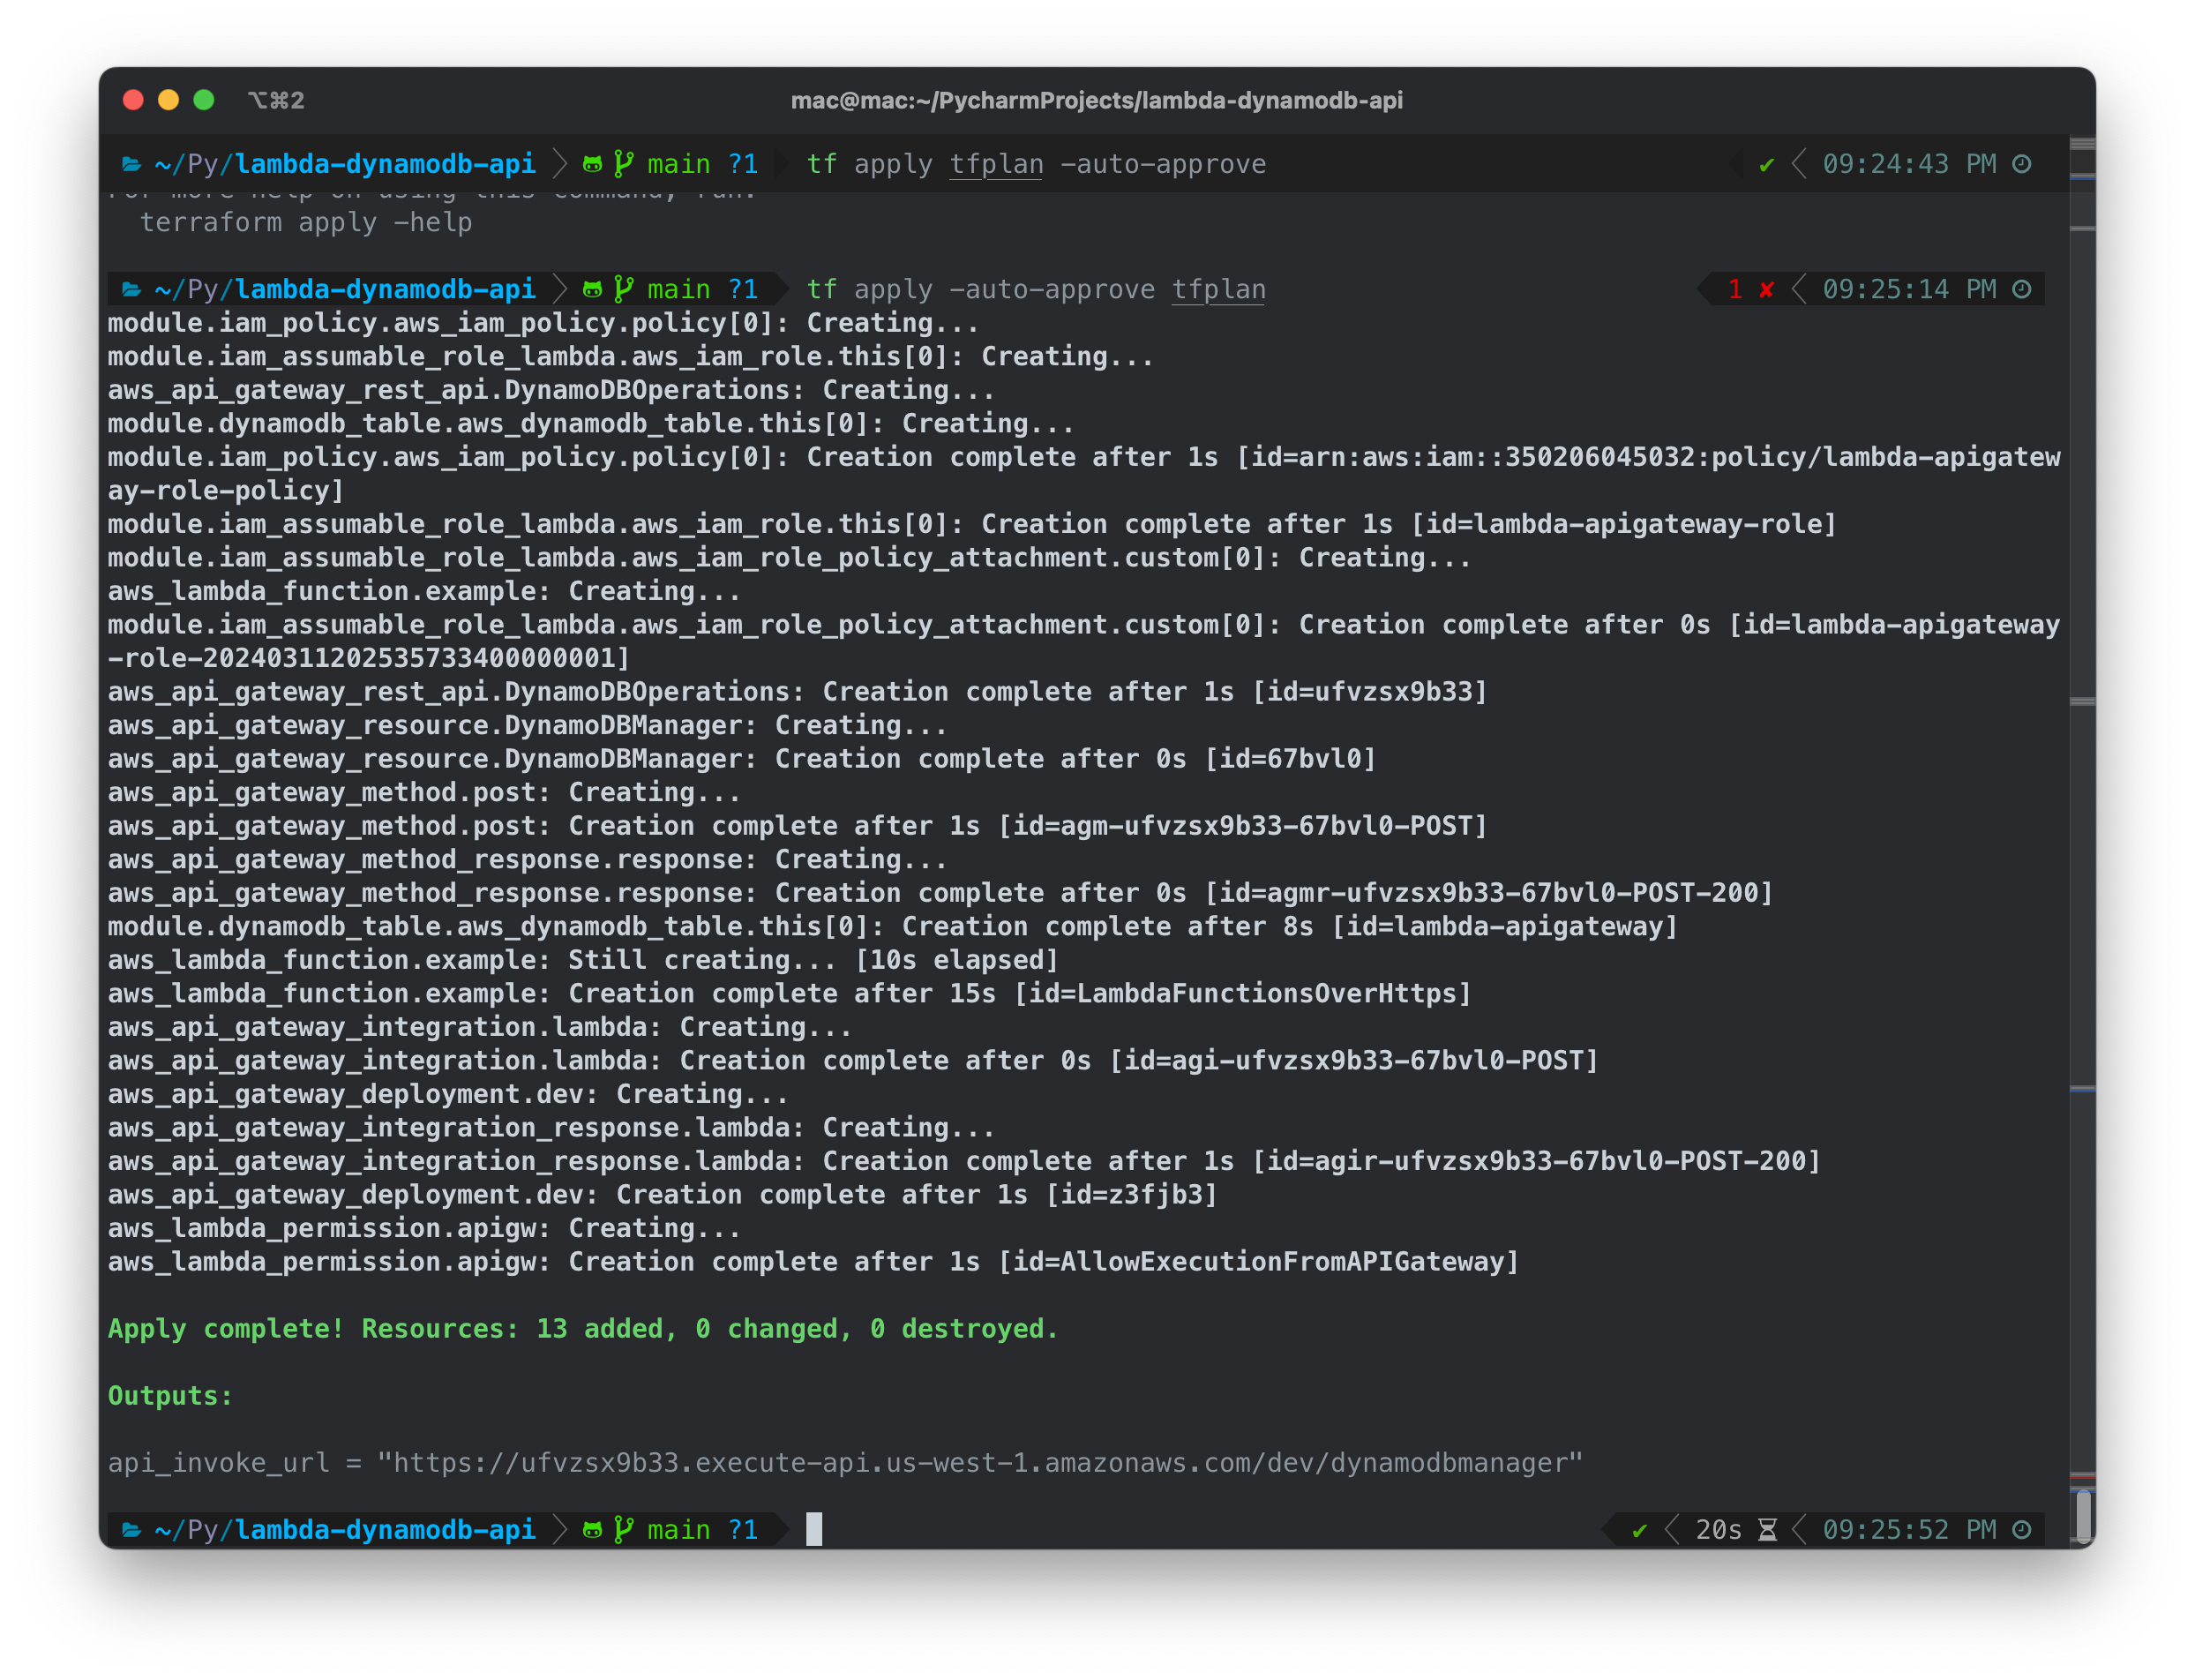 ⌥⌘2
mac@mac:~/PycharmProjects/lambda-dynamodb-api
~/Py/lambda-dynamodb-api main ?1 tf apply tfplan -auto-approve ✔ 09:24:43 PM
For more help on using this command, run:
terraform apply -help
~/Py/lambda-dynamodb-api main ?1 tf apply -auto-approve tfplan 1 ✘ 09:25:14 PM
module.iam_policy.aws_iam_policy.policy[0]: Creating...
module.iam_assumable_role_lambda.aws_iam_role.this[0]: Creating...
aws_api_gateway_rest_api.DynamoDBOperations: Creating...
module.dynamodb_table.aws_dynamodb_table.this[0]: Creating...
module.iam_policy.aws_iam_policy.policy[0]: Creation complete after 1s [id=arn:aws:iam::350206045032:policy/lambda-apigatew
ay-role-policy]
module.iam_assumable_role_lambda.aws_iam_role.this[0]: Creation complete after 1s [id=lambda-apigateway-role]
module.iam_assumable_role_lambda.aws_iam_role_policy_attachment.custom[0]: Creating...
aws_lambda_function.example: Creating...
module.iam_assumable_role_lambda.aws_iam_role_policy_attachment.custom[0]: Creation complete after 0s [id=lambda-apigateway
-role-20240311202535733400000001]
aws_api_gateway_rest_api.DynamoDBOperations: Creation complete after 1s [id=ufvzsx9b33]
aws_api_gateway_resource.DynamoDBManager: Creating...
aws_api_gateway_resource.DynamoDBManager: Creation complete after 0s [id=67bvl0]
aws_api_gateway_method.post: Creating...
aws_api_gateway_method.post: Creation complete after 1s [id=agm-ufvzsx9b33-67bvl0-POST]
aws_api_gateway_method_response.response: Creating...
aws_api_gateway_method_response.response: Creation complete after 0s [id=agmr-ufvzsx9b33-67bvl0-POST-200]
module.dynamodb_table.aws_dynamodb_table.this[0]: Creation complete after 8s [id=lambda-apigateway]
aws_lambda_function.example: Still creating... [10s elapsed]
aws_lambda_function.example: Creation complete after 15s [id=LambdaFunctionsOverHttps]
aws_api_gateway_integration.lambda: Creating...
aws_api_gateway_integration.lambda: Creation complete after 0s [id=agi-ufvzsx9b33-67bvl0-POST]
aws_api_gateway_deployment.dev: Creating...
aws_api_gateway_integration_response.lambda: Creating...
aws_api_gateway_integration_response.lambda: Creation complete after 1s [id=agir-ufvzsx9b33-67bvl0-POST-200]
aws_api_gateway_deployment.dev: Creation complete after 1s [id=z3fjb3]
aws_lambda_permission.apigw: Creating...
aws_lambda_permission.apigw: Creation complete after 1s [id=AllowExecutionFromAPIGateway]
Apply complete! Resources: 13 added, 0 changed, 0 destroyed.
Outputs:
api_invoke_url = "https://ufvzsx9b33.execute-api.us-west-1.amazonaws.com/dev/dynamodbmanager"
~/Py/lambda-dynamodb-api main ?1 ✔ 20s 09:25:52 PM